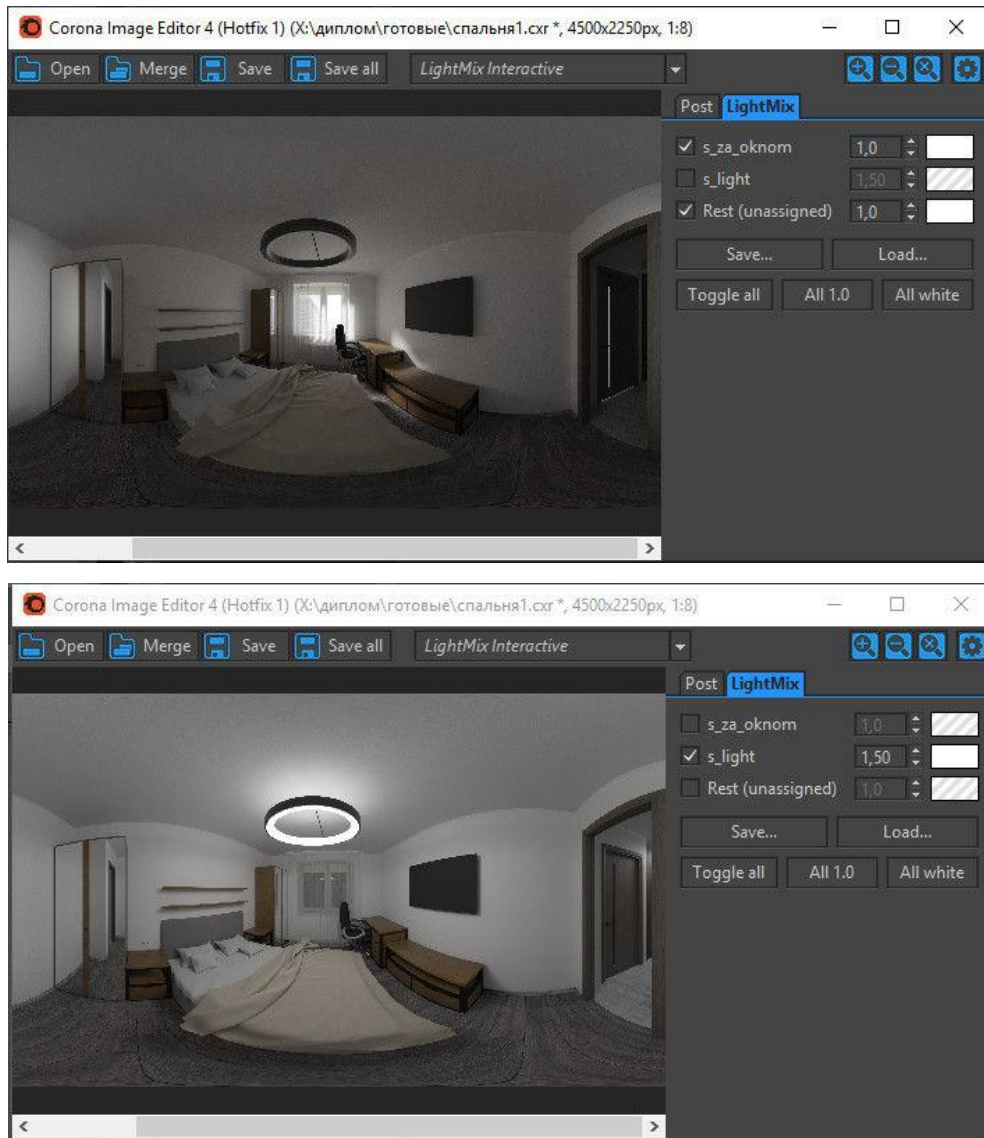 Corona Image Editor 4 (Hotfix 1) (X:\диплом\готовые\спальня1.cxr *, 4500x2250px, 1:8)
Open Merge Save Save all LightMix Interactive
Post LightMix
s_za_oknom 1,0
s_light 1,50
Rest (unassigned) 1,0
Save... Load...
Toggle all All 1.0 All white
Corona Image Editor 4 (Hotfix 1) (X:\диплом\готовые\спальня1.cxr *, 4500x2250px, 1:8)
Open Merge Save Save all LightMix Interactive
Post LightMix
s_za_oknom 1,0
s_light 1,50
Rest (unassigned) 1,0
Save... Load...
Toggle all All 1.0 All white